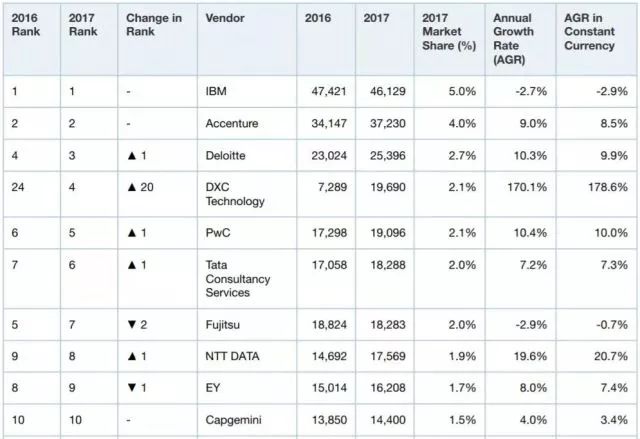 2016 Rank 2017 Rank Change in Rank Vendor 2016 2017 2017 Market Share (%) Annual Growth Rate (AGR) AGR in Constant Currency
1 1 - IBM 47,421 46,129 5.0% -2.7% -2.9%
2 2 - Accenture 34,147 37,230 4.0% 9.0% 8.5%
4 3 ▲ 1 Deloitte 23,024 25,396 2.7% 10.3% 9.9%
24 4 ▲ 20 DXC Technology 7,289 19,690 2.1% 170.1% 178.6%
6 5 ▲ 1 PwC 17,298 19,096 2.1% 10.4% 10.0%
7 6 ▲ 1 Tata Consultancy Services 17,058 18,288 2.0% 7.2% 7.3%
5 7 ▼ 2 Fujitsu 18,824 18,283 2.0% -2.9% -0.7%
9 8 ▲ 1 NTT DATA 14,692 17,569 1.9% 19.6% 20.7%
8 9 ▼ 1 EY 15,014 16,208 1.7% 8.0% 7.4%
10 10 - Capgemini 13,850 14,400 1.5% 4.0% 3.4%